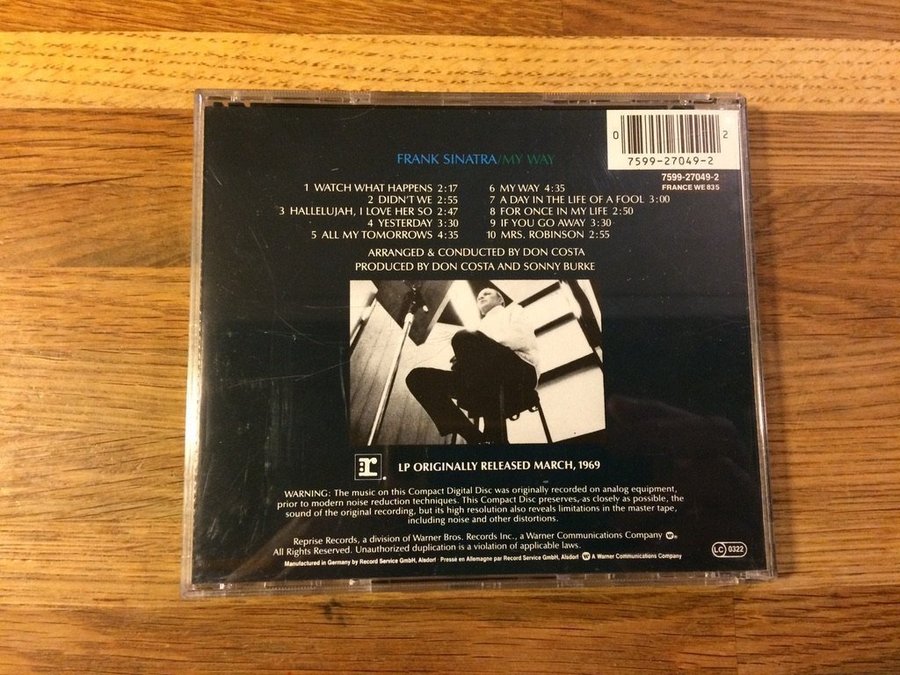 0 2
7599-27049-2
7599-27049-2
FRANCE WE 835
FRANK SINATRA/MY WAY
1 WATCH WHAT HAPPENS 2:17
2 DIDN'T WE 2:55
3 HALLELUJAH, I LOVE HER SO 2:47
4 YESTERDAY 3:30
5 ALL MY TOMORROWS 4:35
6 MY WAY 4:35
7 A DAY IN THE LIFE OF A FOOL 3:00
8 FOR ONCE IN MY LIFE 2:50
9 IF YOU GO AWAY 3:30
10 MRS. ROBINSON 2:55
ARRANGED & CONDUCTED BY DON COSTA
PRODUCED BY DON COSTA AND SONNY BURKE
r
LP ORIGINALLY RELEASED MARCH, 1969
WARNING: The music on this Compact Digital Disc was originally recorded on analog equipment,
prior to modern noise reduction techniques. This Compact Disc preserves, as closely as possible, the
sound of the original recording, but its high resolution also reveals limitations in the master tape,
including noise and other distortions.
Reprise Records, a division of Warner Bros. Records Inc., a Warner Communications Company ®.
All Rights Reserved. Unauthorized duplication is a violation of applicable laws.
Manufactured in Germany by Record Service GmbH, Alsdorf · Pressé en Allemagne par Record Service GmbH, Alsdorf A Warner Communications Company
LC 0322